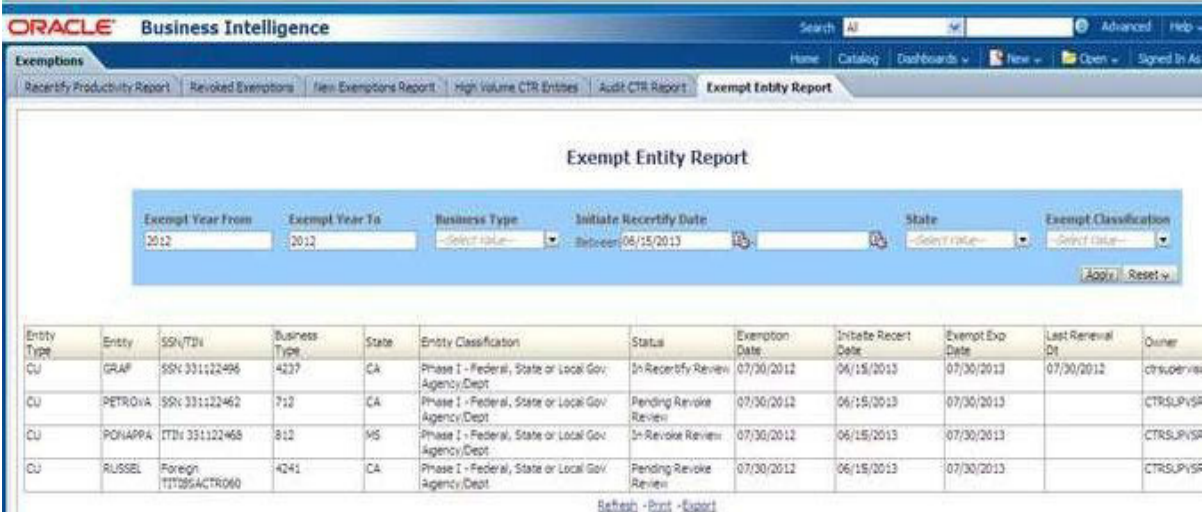 ORACLE Business Intelligence Search All Advanced Help
Exemptions Home Catalog Dashboards New Open Signed In As
Recertify Productivity Report Revoked Exemptions New Exemptions Report High Volume CTR Entities Audit CTR Report Exempt Entity Report
Exempt Entity Report
Exempt Year From Exempt Year To Business Type Initiate Recertify Date State Exempt Classification
2012 2012 --Select Value-- Between 06/15/2013 --Select Value-- --Select Value--
Apply Reset
Entity Type Entity SSN/TIN Business Type State Entity Classification Status Exemption Date Initiate Recert Date Exempt Exp Date Last Renewal Dt Owner
CU GRAF SSN 331122496 4237 CA Phase I - Federal, State or Local Gov Agency/Dept In Recertify Review 07/30/2012 06/15/2013 07/30/2013 07/30/2012
CU PETROVA SSN 331122462 712 CA Phase I - Federal, State or Local Gov Agency/Dept Pending Revoke Review 07/30/2012 06/15/2013 07/30/2013 CTRSUPVSR
CU PONAPPA ITIN 331122468 812 MS Phase I - Federal, State or Local Gov Agency/Dept In Revoke Review 07/30/2012 06/15/2013 07/30/2013 CTRSUPVSR
CU RUSSEL Foreign 4241 CA Phase I - Federal, State or Local Gov Agency/Dept Pending Revoke Review 07/30/2012 06/15/2013 07/30/2013 CTRSUPVSR
Refresh - Print - Export